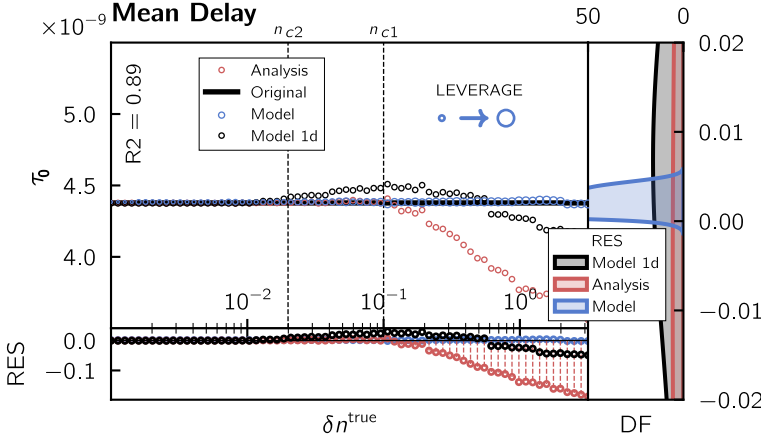 Mean Delay
×10⁻⁹
n c2
n c1
50
0
Analysis
Original
Model
Model 1d
LEVERAGE
R2 = 0.89
5.0
4.5
4.0
τ₀
10⁻²
10⁻¹
10⁰
0.02
0.01
0.00
−0.01
−0.02
RES
Model 1d
Analysis
Model
0.0
−0.1
RES
δn^true
DF